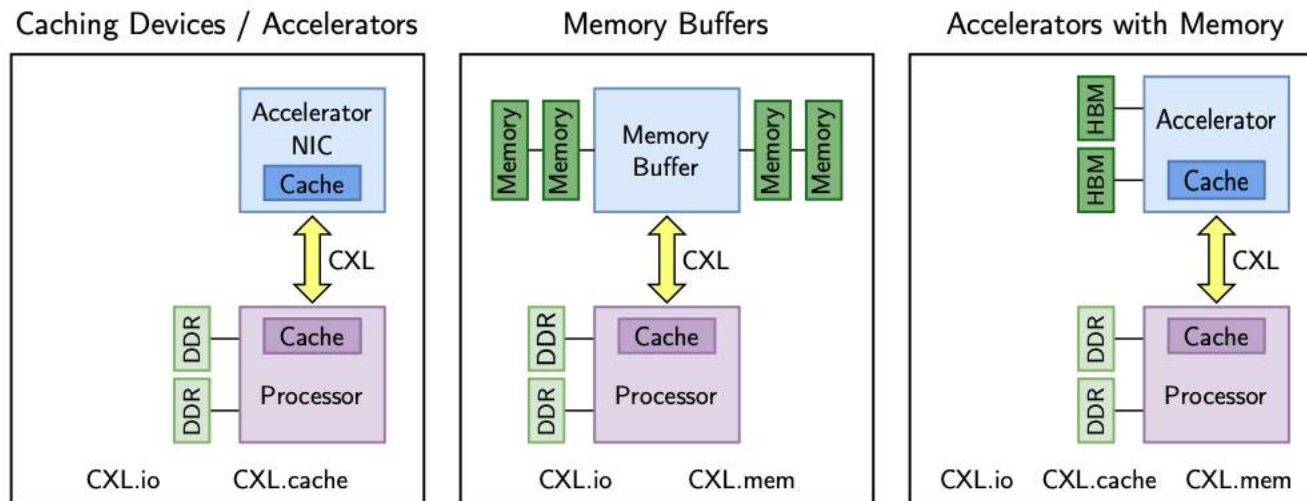 Caching Devices / Accelerators
Accelerator
NIC
Cache
CXL
DDR
DDR
Cache
Processor
CXL.io CXL.cache
Memory Buffers
Memory
Memory
Memory
Buffer
Memory
Memory
CXL
DDR
DDR
Cache
Processor
CXL.io CXL.mem
Accelerators with Memory
HBM
HBM
Accelerator
Cache
CXL
DDR
DDR
Cache
Processor
CXL.io CXL.cache CXL.mem